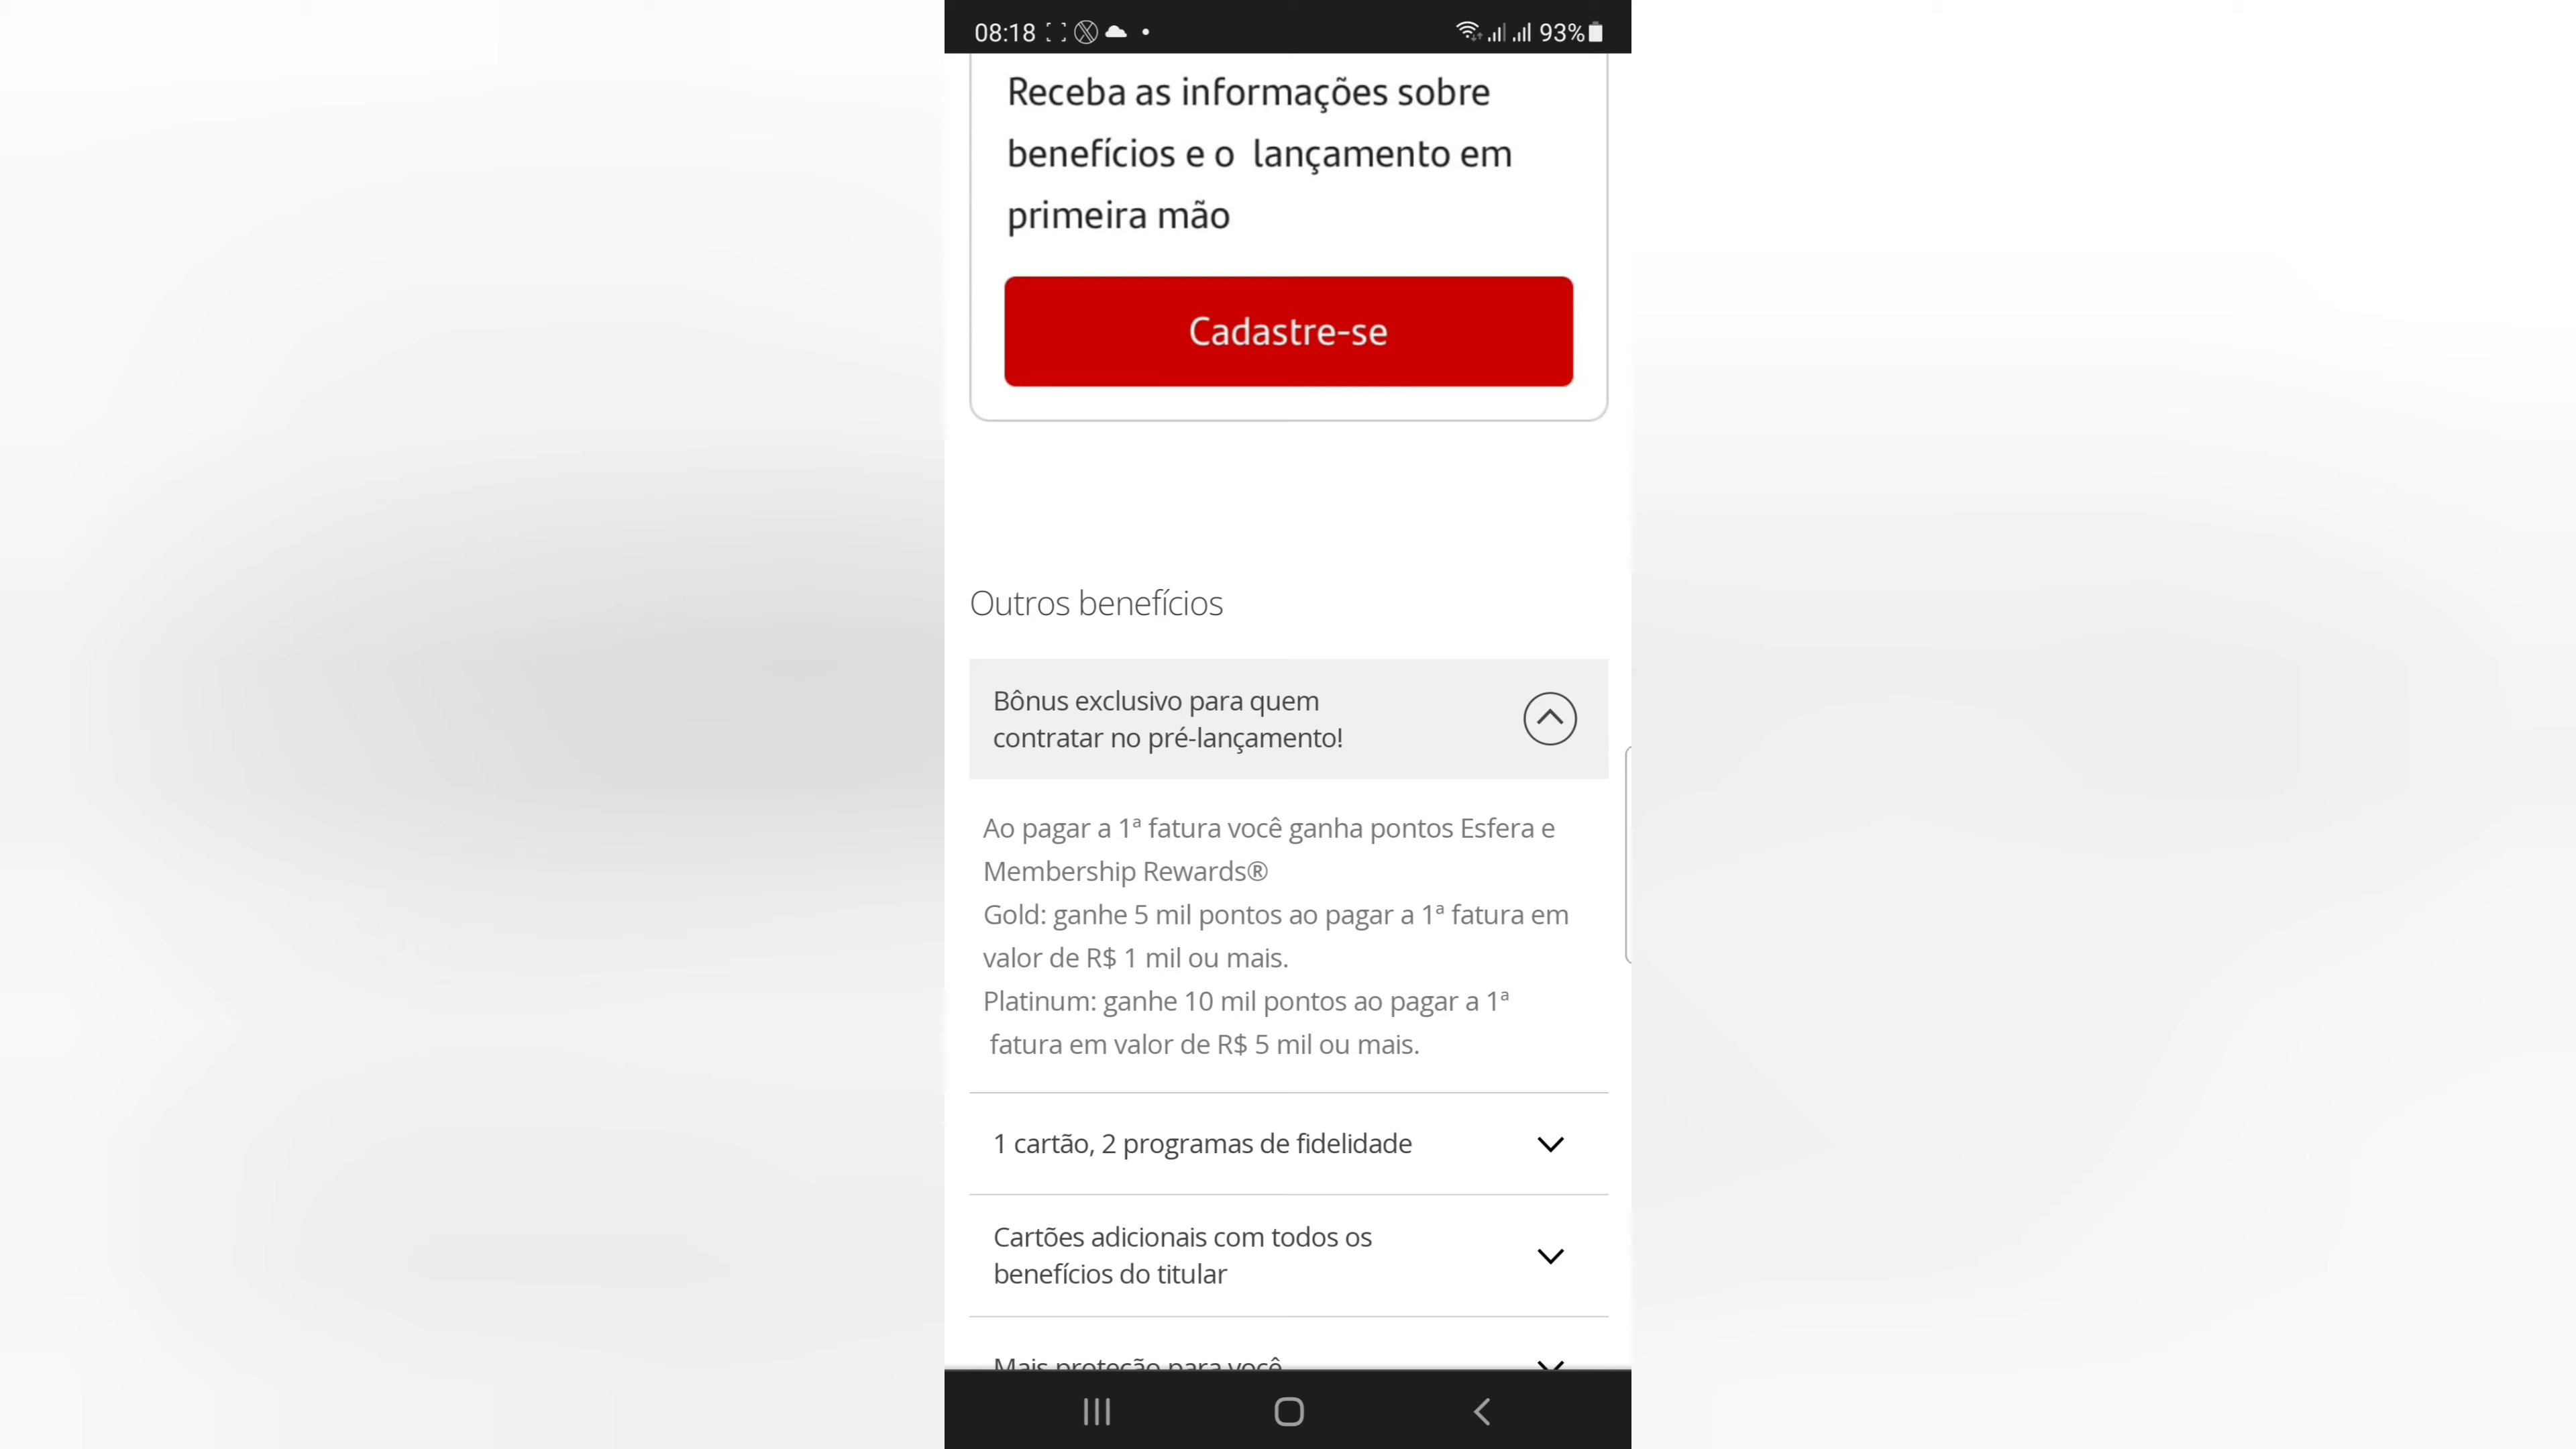 08:18
93%
Receba as informações sobre
benefícios e o lançamento em
primeira mão
Cadastre-se
Outros benefícios
Bônus exclusivo para quem
contratar no pré-lançamento!
Ao pagar a 1ª fatura você ganha pontos Esfera e
Membership Rewards®
Gold: ganhe 5 mil pontos ao pagar a 1ª fatura em
valor de R$ 1 mil ou mais.
Platinum: ganhe 10 mil pontos ao pagar a 1ª
fatura em valor de R$ 5 mil ou mais.
1 cartão, 2 programas de fidelidade
Cartões adicionais com todos os
benefícios do titular
Mais proteção para você